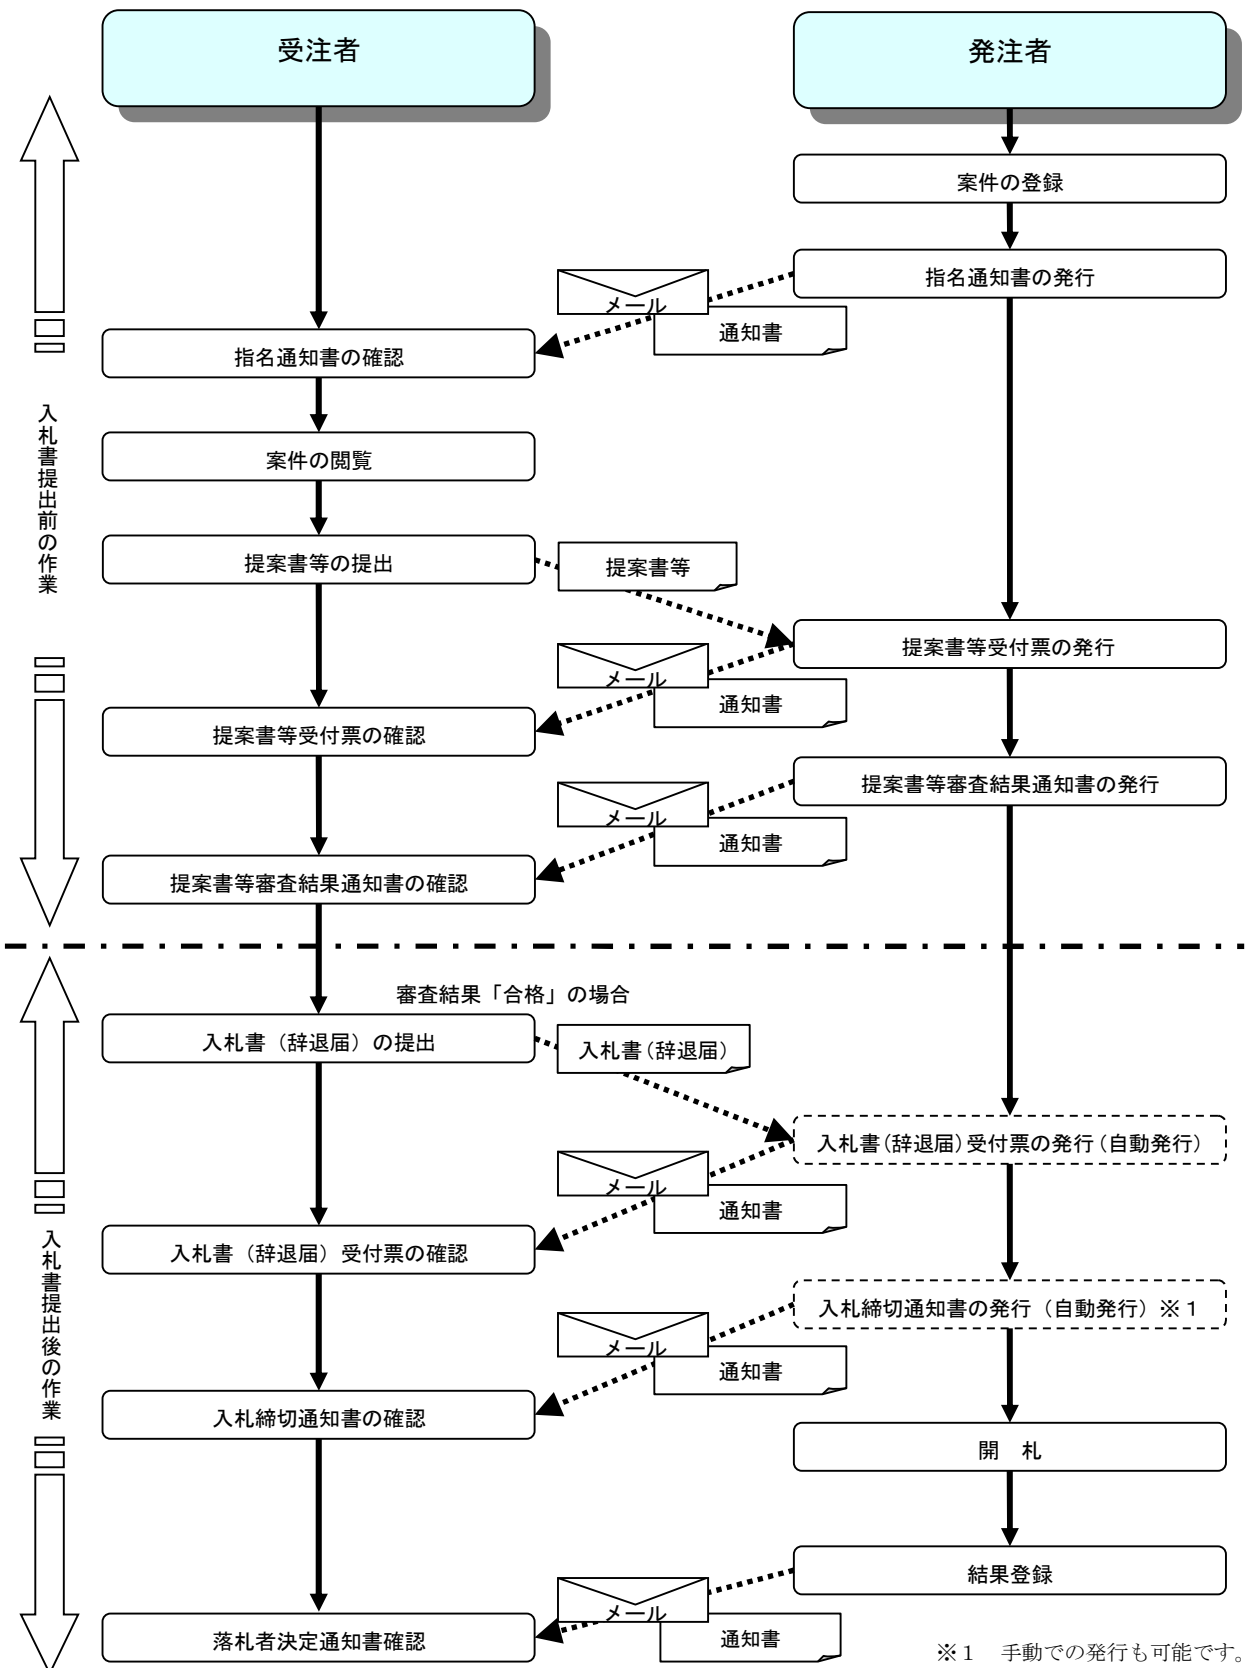 受注者
発注者
案件の登録
指名通知書の発行
メール
通知書
指名通知書の確認
入札書提出前の作業
案件の閲覧
提案書等の提出
提案書等
提案書等受付票の発行
メール
通知書
提案書等受付票の確認
提案書等審査結果通知書の発行
メール
通知書
提案書等審査結果通知書の確認
審査結果「合格」の場合
入札書（辞退届）の提出
入札書（辞退届）
入札書（辞退届）受付票の発行（自動発行）
メール
通知書
入札書（辞退届）受付票の確認
入札書提出後の作業
入札締切通知書の発行（自動発行）※１
メール
通知書
入札締切通知書の確認
開　札
結果登録
メール
通知書
落札者決定通知書確認
※１　手動での発行も可能です。